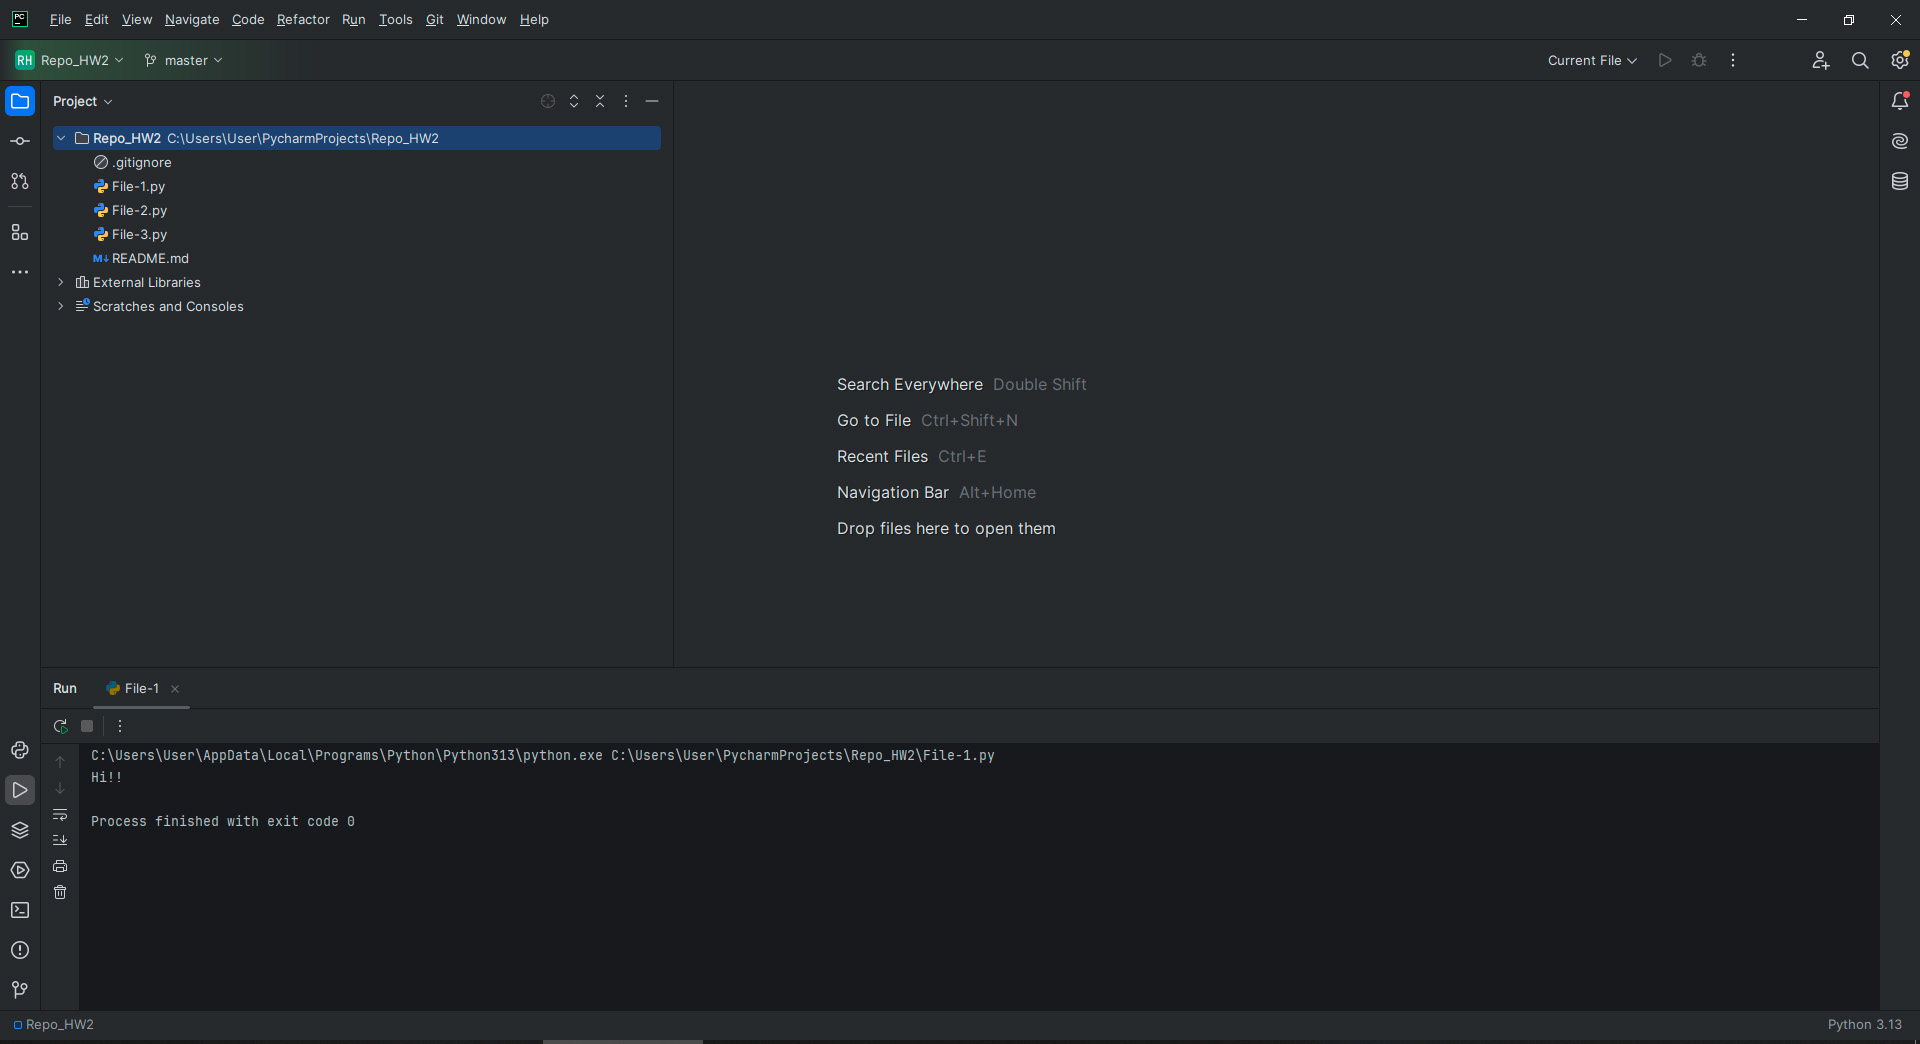 PC
File Edit View Navigate Code Refactor Run Tools Git Window Help
RH Repo_HW2 master Current File
Project
Repo_HW2 C:\Users\User\PycharmProjects\Repo_HW2
.gitignore
File-1.py
File-2.py
File-3.py
M↓ README.md
External Libraries
Scratches and Consoles
Search Everywhere Double Shift
Go to File Ctrl+Shift+N
Recent Files Ctrl+E
Navigation Bar Alt+Home
Drop files here to open them
Run File-1
C:\Users\User\AppData\Local\Programs\Python\Python313\python.exe C:\Users\User\PycharmProjects\Repo_HW2\File-1.py
Hi!!
Process finished with exit code 0
Repo_HW2 Python 3.13